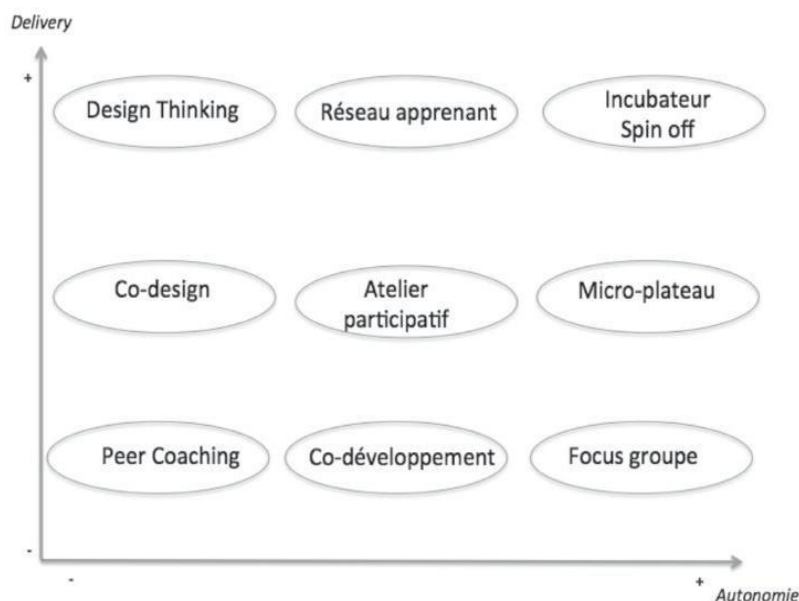 Delivery
+
Design Thinking
Réseau apprenant
Incubateur
Spin off
Co-design
Atelier
participatif
Micro-plateau
Peer Coaching
Co-développement
Focus groupe
-
-
+
Autonomie